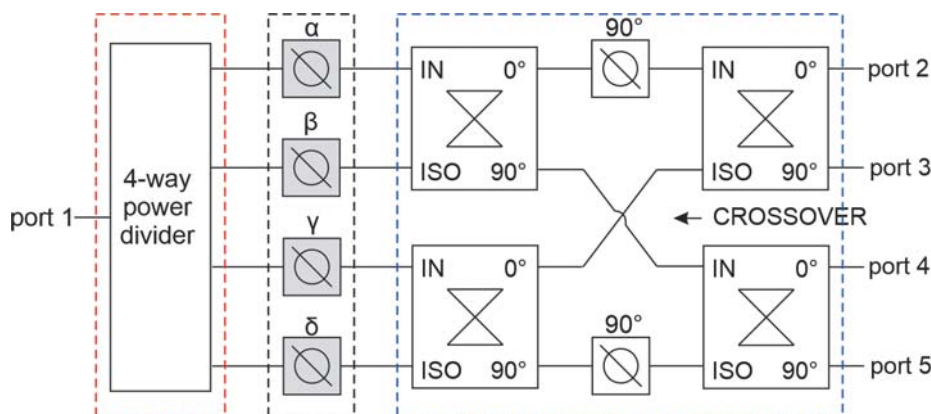 α
90°
IN 0°
IN 0°
port 2
β
ISO 90°
ISO 90°
port 3
4-way
power
divider
port 1
CROSSOVER
γ
IN 0°
IN 0°
port 4
δ
90°
ISO 90°
ISO 90°
port 5